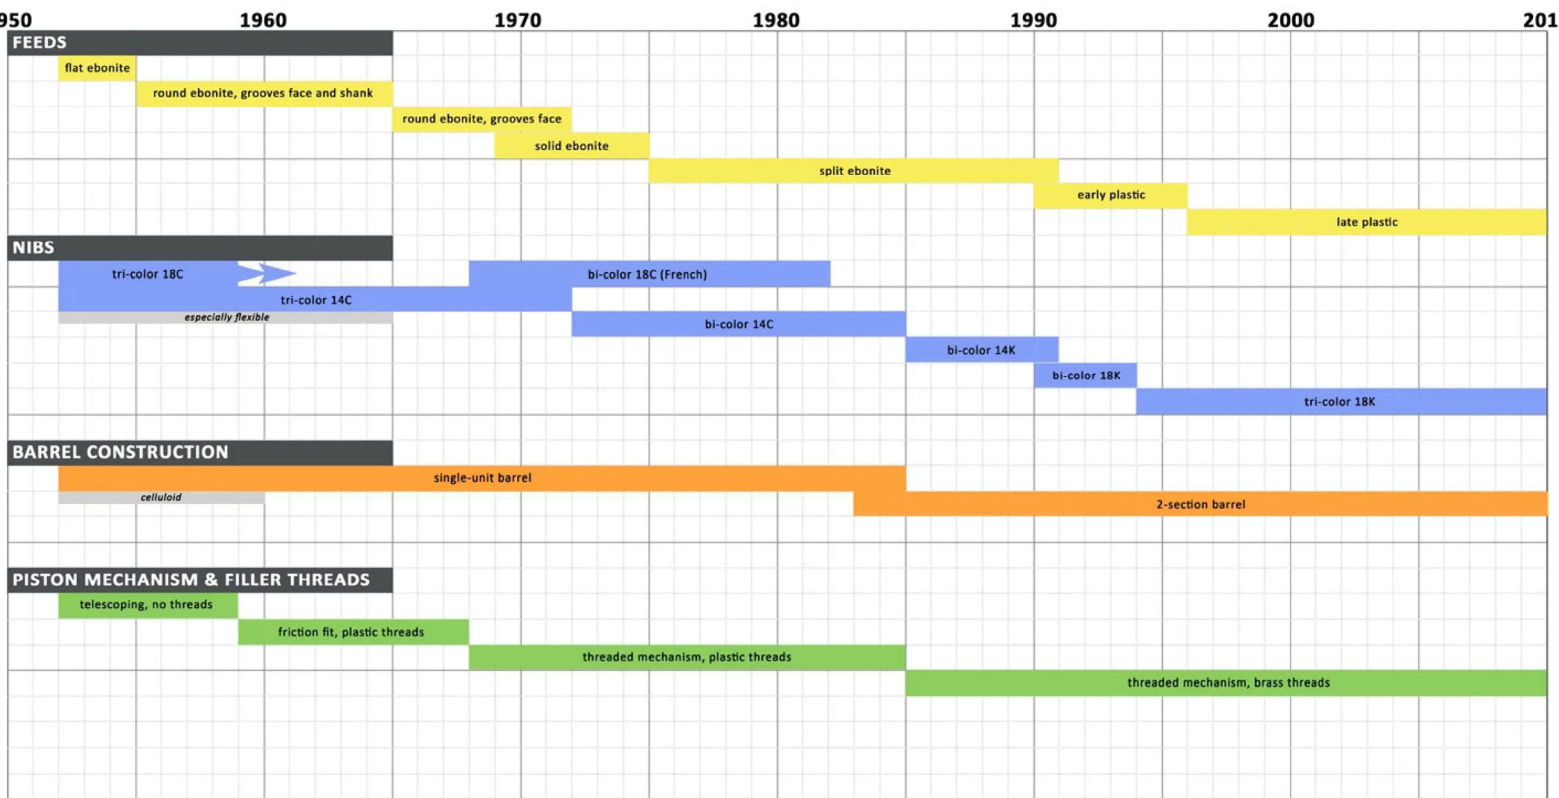 950 1960 1970 1980 1990 2000 201
FEEDS
flat ebonite
round ebonite, grooves face and shank
round ebonite, grooves face
solid ebonite
split ebonite
early plastic
late plastic
NIBS
tri-color 18C bi-color 18C (French)
tri-color 14C
especially flexible
bi-color 14C
bi-color 14K
bi-color 18K
tri-color 18K
BARREL CONSTRUCTION
single-unit barrel
celluloid
2-section barrel
PISTON MECHANISM & FILLER THREADS
telescoping, no threads
friction fit, plastic threads
threaded mechanism, plastic threads
threaded mechanism, brass threads